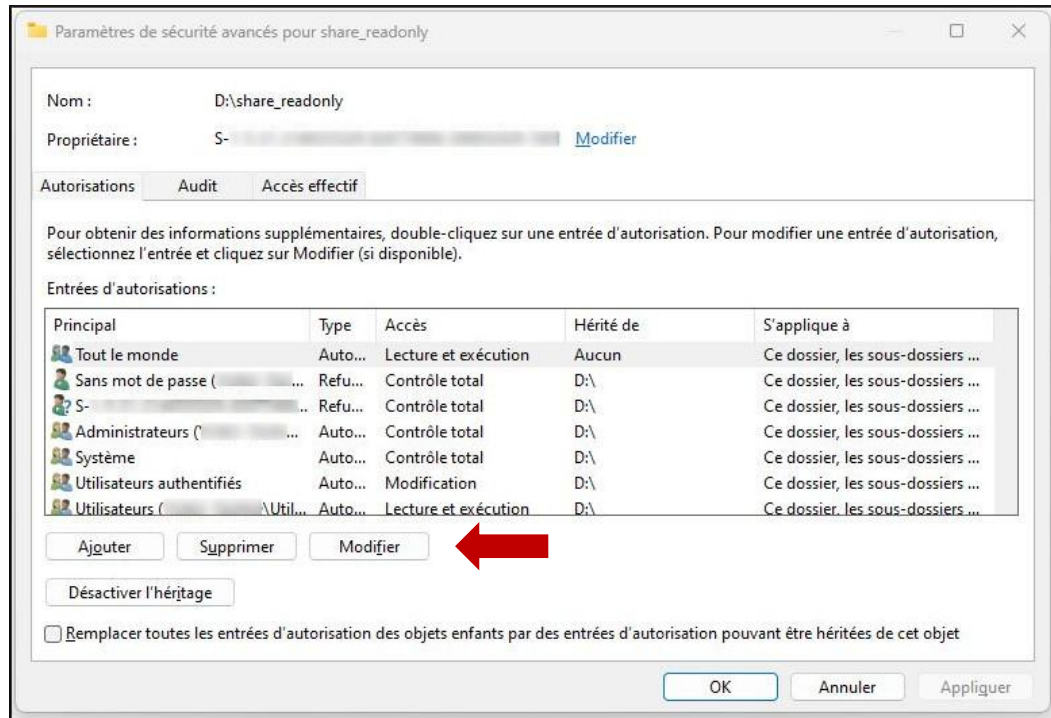 Paramètres de sécurité avancés pour share_readonly
Nom : D:\share_readonly
Propriétaire : S- Modifier
Autorisations Audit Accès effectif
Pour obtenir des informations supplémentaires, double-cliquez sur une entrée d'autorisation. Pour modifier une entrée d'autorisation,
sélectionnez l'entrée et cliquez sur Modifier (si disponible).
Entrées d'autorisations :
Principal Type Accès Hérité de S'applique à
Tout le monde Auto... Lecture et exécution Aucun Ce dossier, les sous-dossiers ...
Sans mot de passe ( ... Refu... Contrôle total D:\ Ce dossier, les sous-dossiers ...
S- ... Refu... Contrôle total D:\ Ce dossier, les sous-dossiers ...
Administrateurs ( ... Auto... Contrôle total D:\ Ce dossier, les sous-dossiers ...
Système Auto... Contrôle total D:\ Ce dossier, les sous-dossiers ...
Utilisateurs authentifiés Auto... Modification D:\ Ce dossier, les sous-dossiers ...
Utilisateurs ( \Util... Auto... Lecture et exécution D:\ Ce dossier, les sous-dossiers ...
Ajouter Supprimer Modifier
Désactiver l'héritage
Remplacer toutes les entrées d'autorisation des objets enfants par des entrées d'autorisation pouvant être héritées de cet objet
OK Annuler Appliquer